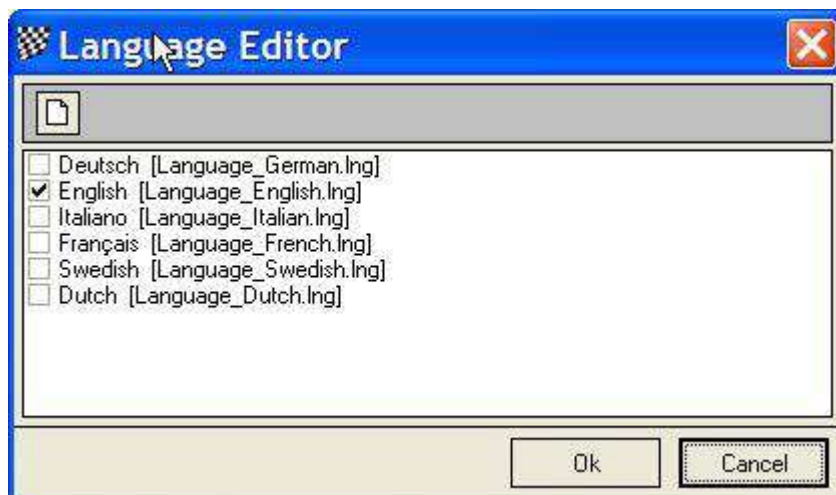 Language Editor
Deutsch [Language_German.lng]
English [Language_English.lng]
Italiano [Language_Italian.lng]
Français [Language_French.lng]
Swedish [Language_Swedish.lng]
Dutch [Language_Dutch.lng]
Ok Cancel